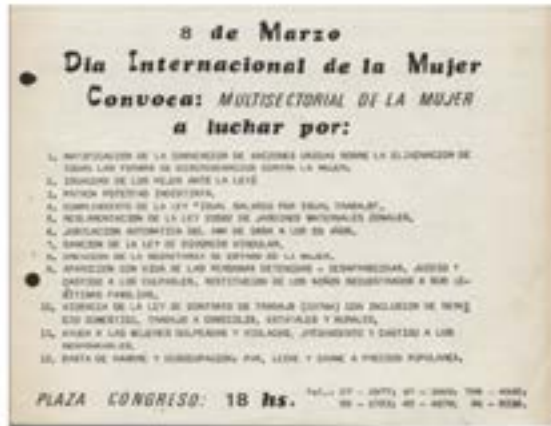 8 de Marzo
Día Internacional de la Mujer
Convoca: MULTISECTORIAL DE LA MUJER
a luchar por:
1. RATIFICACION DE LA CONVENCION DE NACIONES UNIDAS SOBRE LA ELIMINACION DE
TODAS LAS FORMAS DE DISCRIMINACION CONTRA LA MUJER.
2. IGUALDAD DE LOS HIJOS ANTE LA LEY
3. PATRIA POTESTAD INDISTINTA.
4. CUMPLIMIENTO DE LA LEY "IGUAL SALARIO POR IGUAL TRABAJO".
5. REGLAMENTACION DE LA LEY DE JARDINES MATERNALES ZONALES.
6. JUBILACION AUTOMATICA DEL AMA DE CASA A LOS AÑOS.
7. SANCION DE LA LEY DE DIVORCIO VINCULAR.
8. CREACION DE LA SECRETARIA DE ESTADO DE LA MUJER.
9. APARICION CON VIDA DE LAS PERSONAS DETENIDAS - DESAPARECIDAS, JUICIO Y
CASTIGO A LOS CULPABLES, RESTITUCION DE LOS NIÑOS SECUESTRADOS A SUS LE-
GITIMAS FAMILIAS.
10. VIGENCIA DE LA LEY DE CONTRATO DE TRABAJO CON INCLUSION DE SERVI
CIO DOMESTICO, TRABAJO A DOMICILIO, ESTATALES Y RURALES.
11. AYUDA A LAS MUJERES GOLPEADAS Y VIOLADAS, Y CASTIGO A LOS
RESPONSABLES.
12. BASTA DE HAMBRE Y DESOCUPACION: PAN, LECHE Y CARNE A PRECIOS POPULARES.
PLAZA CONGRESO: 18 hs.